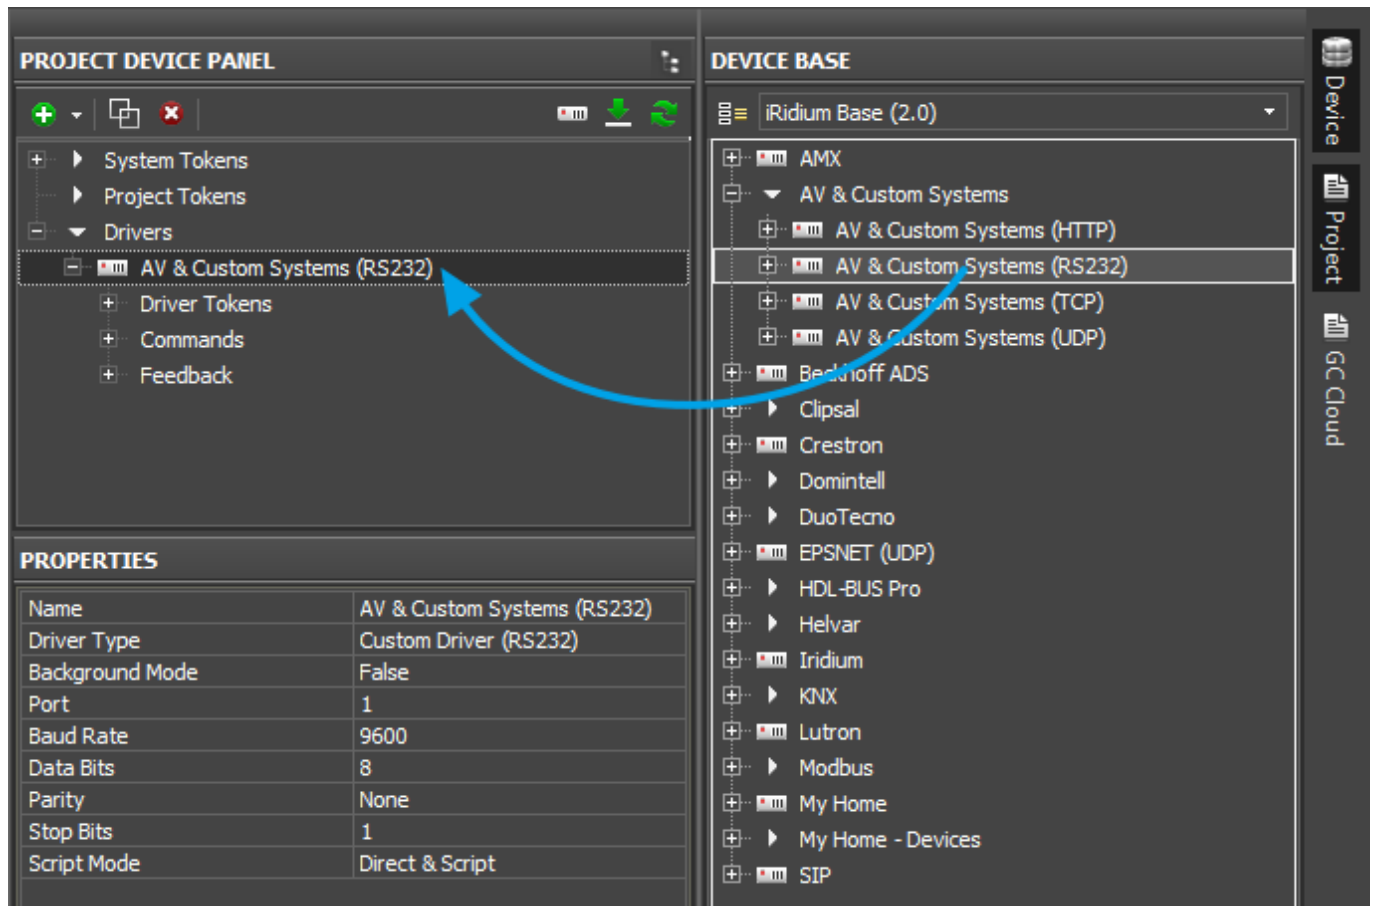 PROJECT DEVICE PANEL
System Tokens
Project Tokens
Drivers
AV & Custom Systems (RS232)
Driver Tokens
Commands
Feedback
PROPERTIES
Name AV & Custom Systems (RS232)
Driver Type Custom Driver (RS232)
Background Mode False
Port 1
Baud Rate 9600
Data Bits 8
Parity None
Stop Bits 1
Script Mode Direct & Script
DEVICE BASE
iRidium Base (2.0)
AMX
AV & Custom Systems
AV & Custom Systems (HTTP)
AV & Custom Systems (RS232)
AV & Custom Systems (TCP)
AV & Custom Systems (UDP)
Beckhoff ADS
Clipsal
Crestron
Domintell
DuoTecno
EPSNET (UDP)
HDL-BUS Pro
Helvar
Iridium
KNX
Lutron
Modbus
My Home
My Home - Devices
SIP
Device
Project
GC Cloud